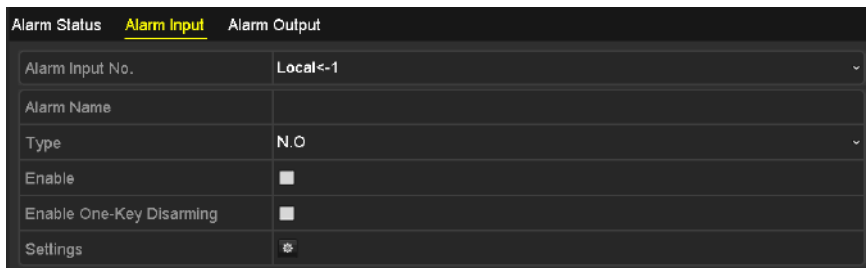 Alarm Status Alarm Input Alarm Output
Alarm Input No. Local<-1
Alarm Name
Type N.O
Enable
Enable One-Key Disarming
Settings